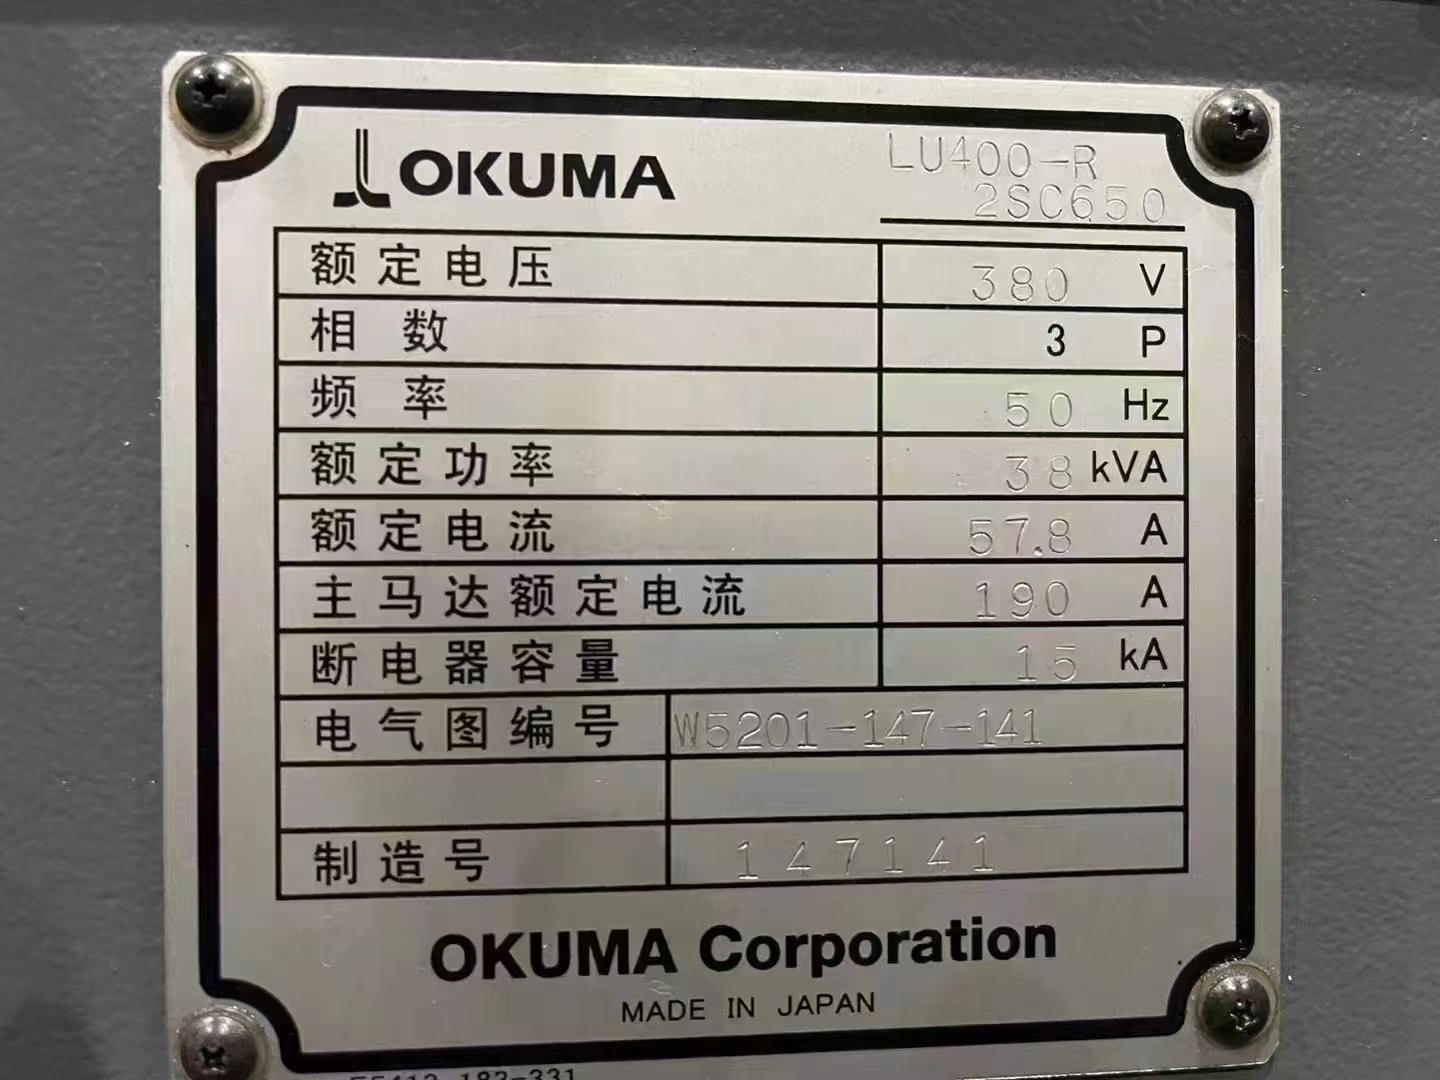 OKUMA
LU400-R
2SC650
额定电压 380 V
相数 3 P
频率 50 Hz
额定功率 38 kVA
额定电流 57.8 A
主马达额定电流 190 A
断电器容量 15 kA
电气图编号 W5201-147-141
制造号 147141
OKUMA Corporation
MADE IN JAPAN